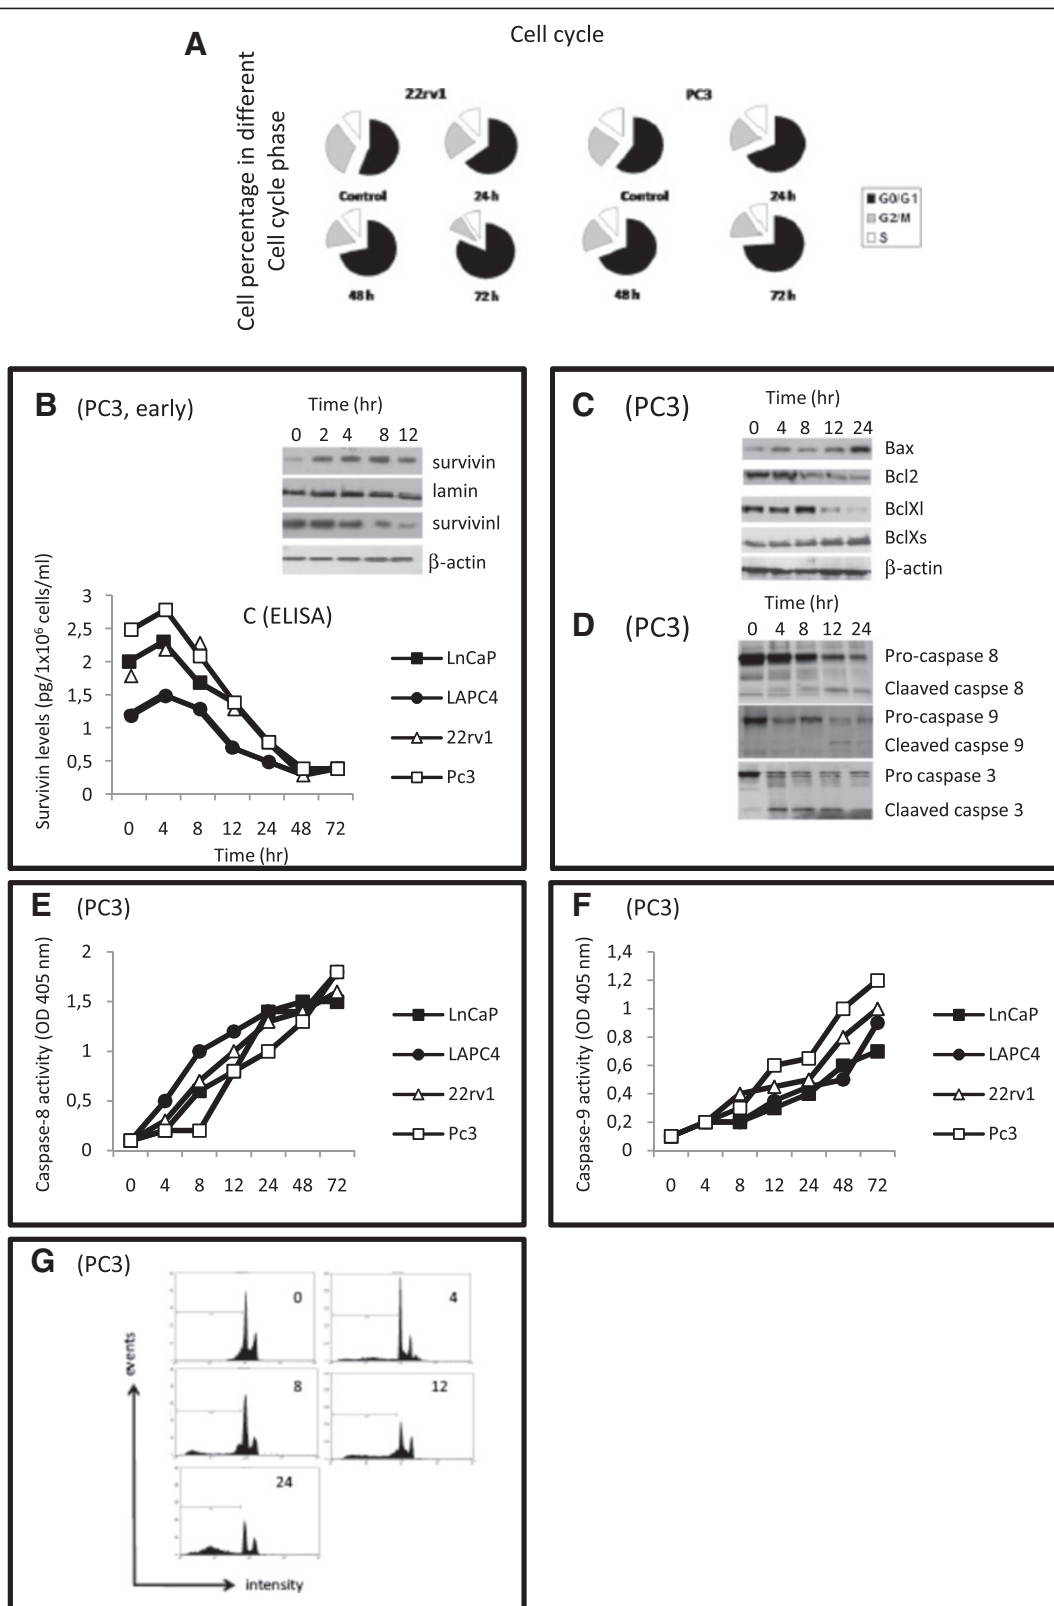 A
Cell cycle
Cell percentage in different
Cell cycle phase
22rv1
PC3
Control
24h
Control
24h
48h
72h
48h
72h
G0/G1
G2/M
S
B (PC3, early)
Time (hr)
0 2 4 8 12
survivin
lamin
survivinl
β-actin
C (ELISA)
Survivin levels (pg/1x10⁶ cells/ml)
3
2,5
2
1,5
1
0,5
0
0 4 8 12 24 48 72
Time (hr)
LnCaP
LAPC4
22rv1
Pc3
C (PC3)
Time (hr)
0 4 8 12 24
Bax
Bcl2
BclXl
BclXs
β-actin
D (PC3)
Time (hr)
0 4 8 12 24
Pro-caspase 8
Claaved caspse 8
Pro-caspase 9
Cleaved caspse 9
Pro caspase 3
Claaved caspse 3
E (PC3)
Caspase-8 activity (OD 405 nm)
2
1,5
1
0,5
0
0 4 8 12 24 48 72
LnCaP
LAPC4
22rv1
Pc3
F (PC3)
Caspase-9 activity (OD 405 nm)
1,4
1,2
1
0,8
0,6
0,4
0,2
0
0 4 8 12 24 48 72
LnCaP
LAPC4
22rv1
Pc3
G (PC3)
events
0
4
8
12
24
intensity